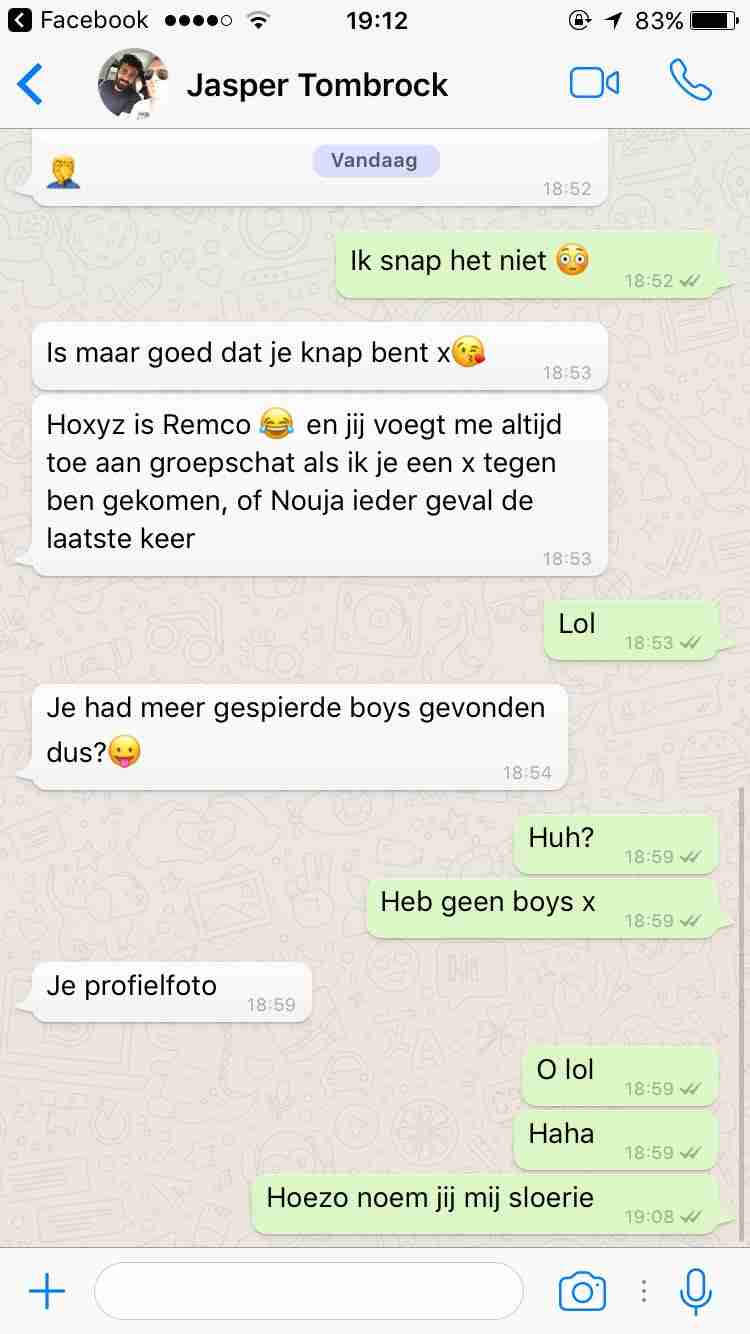 Facebook 19:12 83%
Jasper Tombrock
Vandaag
🤦‍♂️
18:52
Ik snap het niet 😳
18:52
Is maar goed dat je knap bent x😘
18:53
Hoxyz is Remco 😂 en jij voegt me altijd
toe aan groepschat als ik je een x tegen
ben gekomen, of Nouja ieder geval de
laatste keer
18:53
Lol
18:53
Je had meer gespierde boys gevonden
dus?😛
18:54
Huh?
18:59
Heb geen boys x
18:59
Je profielfoto
18:59
O lol
18:59
Haha
18:59
Hoezo noem jij mij sloerie
19:08